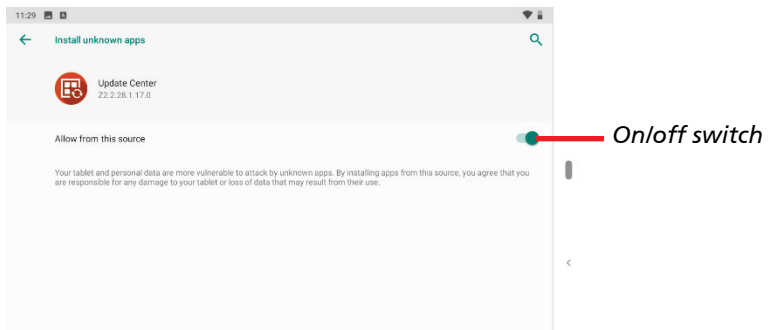 11:29
Install unknown apps
Update Center
Z2.2.28.1.17.0
Allow from this source
On/off switch
Your tablet and personal data are more vulnerable to attack by unknown apps. By installing apps from this source, you agree that you
are responsible for any damage to your tablet or loss of data that may result from their use.